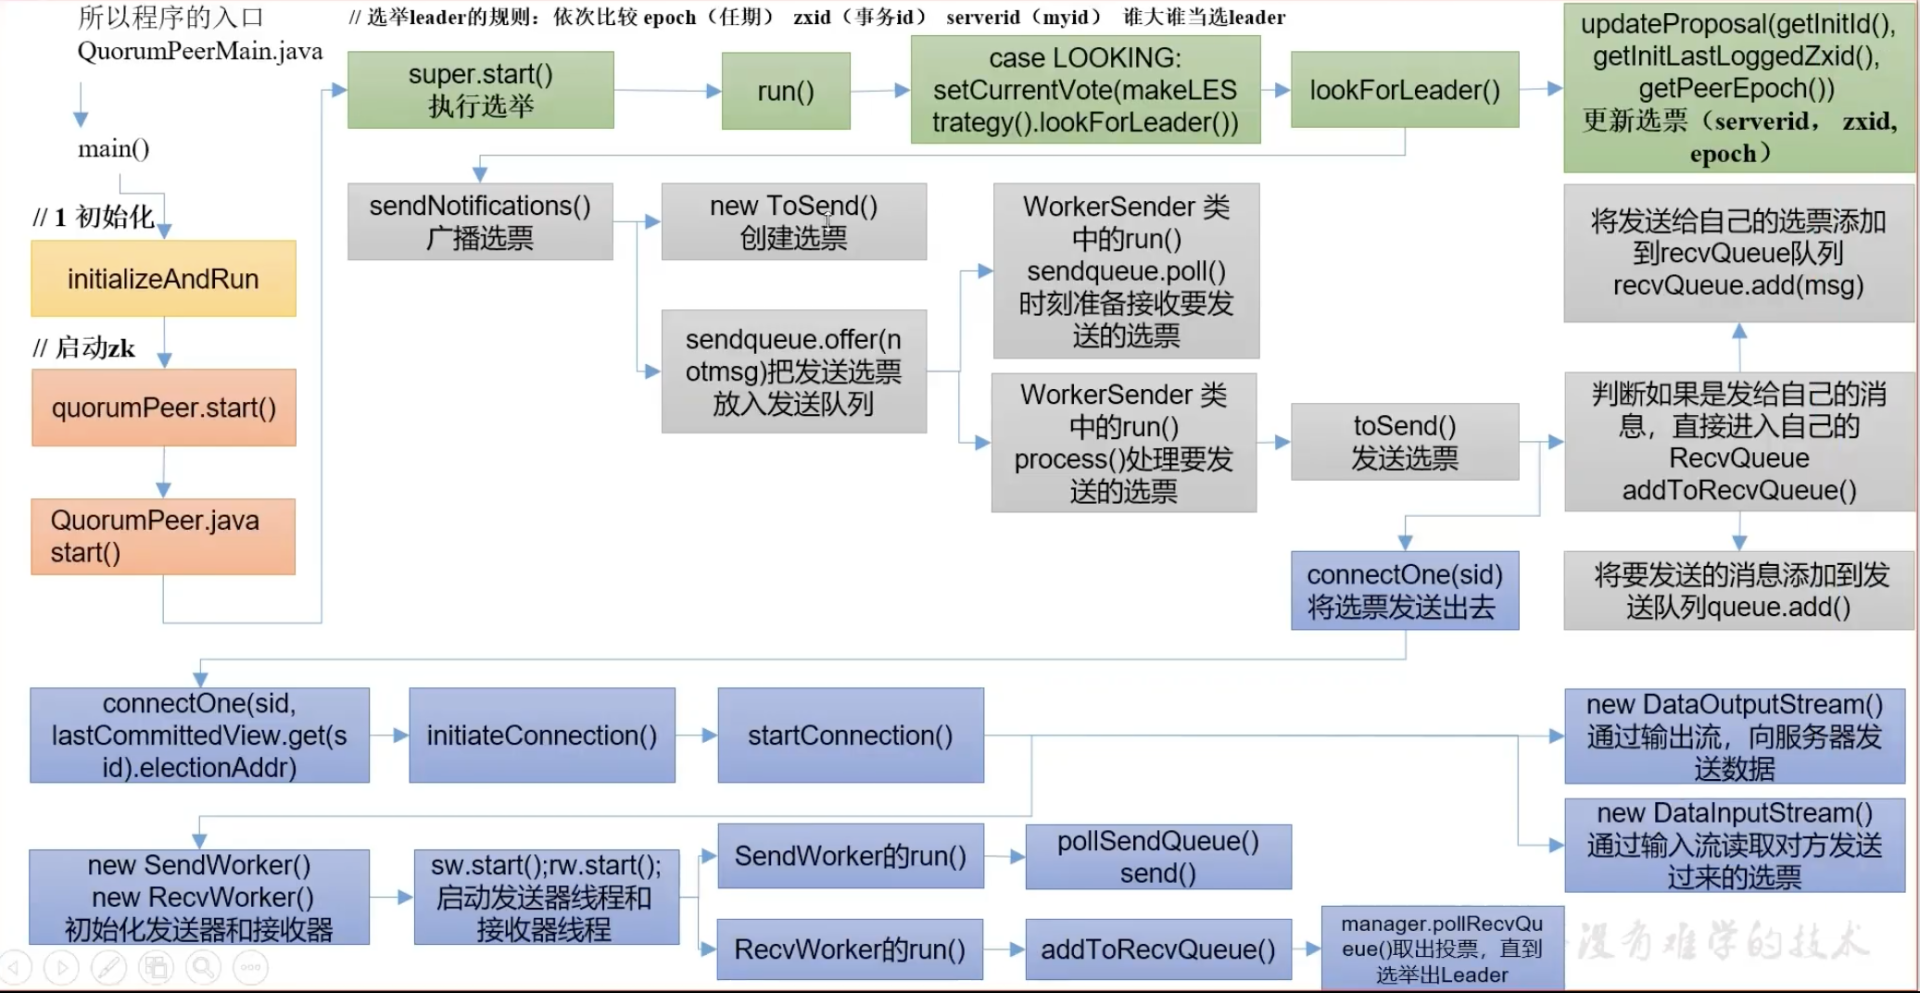 所以程序的入口
QuorumPeerMain.java
// 选举leader的规则：依次比较 epoch（任期） zxid（事务id） serverid（myid） 谁大谁当选leader
main()
// 1 初始化
initializeAndRun
// 启动zk
quorumPeer.start()
QuorumPeer.java
start()
super.start()
执行选举
run()
case LOOKING:
setCurrentVote(makeLES
trategy().lookForLeader())
lookForLeader()
updateProposal(getInitId(),
getInitLastLoggedZxid(),
getPeerEpoch())
更新选票（serverid， zxid,
epoch）
sendNotifications()
广播选票
new ToSend()
创建选票
sendqueue.offer(n
otmsg)把发送选票
放入发送队列
WorkerSender 类
中的run()
sendqueue.poll()
时刻准备接收要发
送的选票
WorkerSender 类
中的run()
process()处理要发
送的选票
toSend()
发送选票
将发送给自己的选票添加
到recvQueue队列
recvQueue.add(msg)
判断如果是发给自己的消
息，直接进入自己的
RecvQueue
addToRecvQueue()
将要发送的消息添加到发
送队列queue.add()
connectOne(sid)
将选票发送出去
connectOne(sid,
lastCommittedView.get(s
id).electionAddr)
initiateConnection()
startConnection()
new DataOutputStream()
通过输出流，向服务器发
送数据
new DataInputStream()
通过输入流读取对方发送
过来的选票
new SendWorker()
new RecvWorker()
初始化发送器和接收器
sw.start();rw.start();
启动发送器线程和
接收器线程
SendWorker的run()
pollSendQueue()
send()
RecvWorker的run()
addToRecvQueue()
manager.pollRecvQu
eue()取出投票，直到
选举出Leader
没有难学的技术